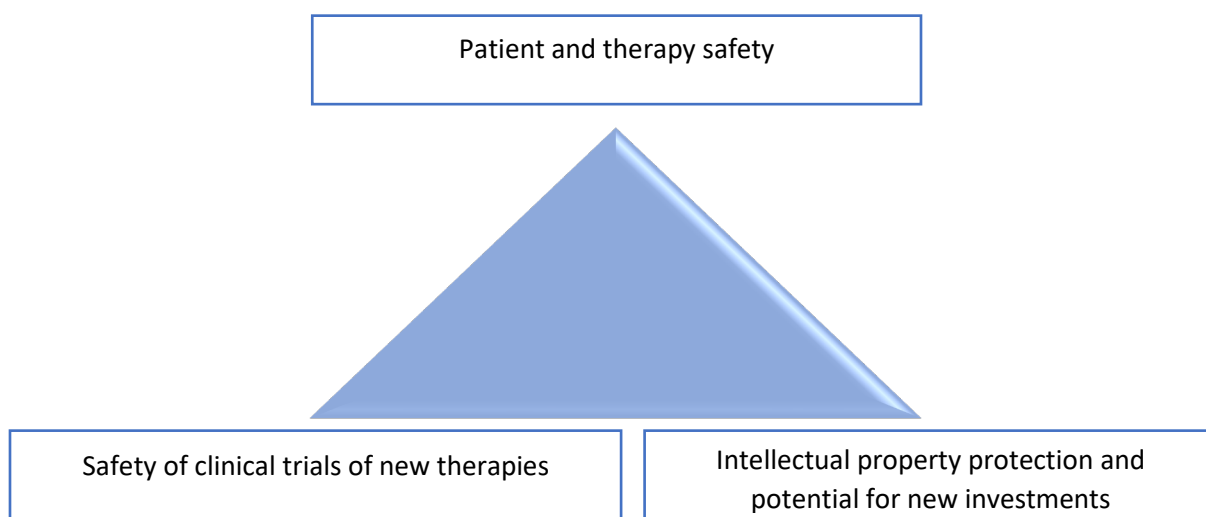 Patient and therapy safety
Safety of clinical trials of new therapies
Intellectual property protection and
potential for new investments